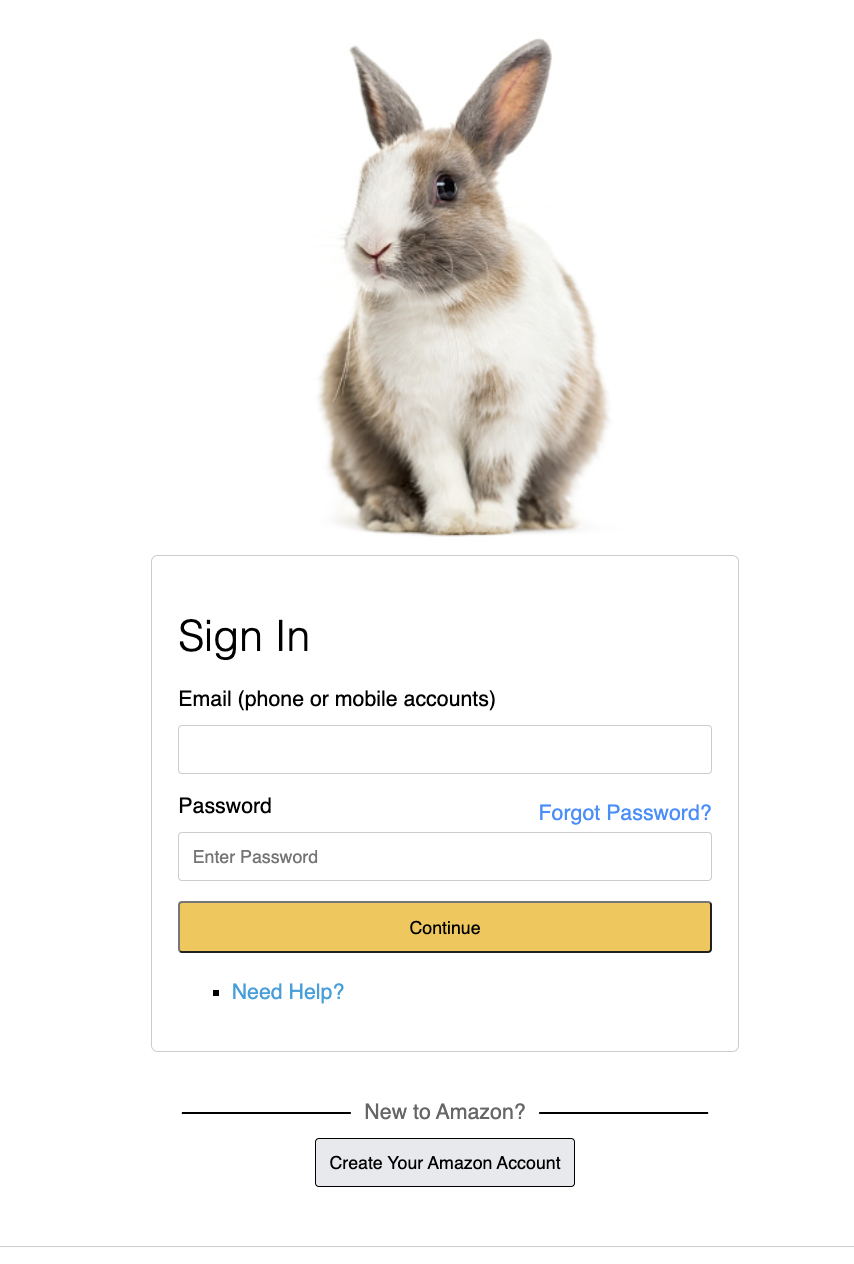 Sign In
Email (phone or mobile accounts)
Password
Forgot Password?
Enter Password
Continue
Need Help?
New to Amazon?
Create Your Amazon Account